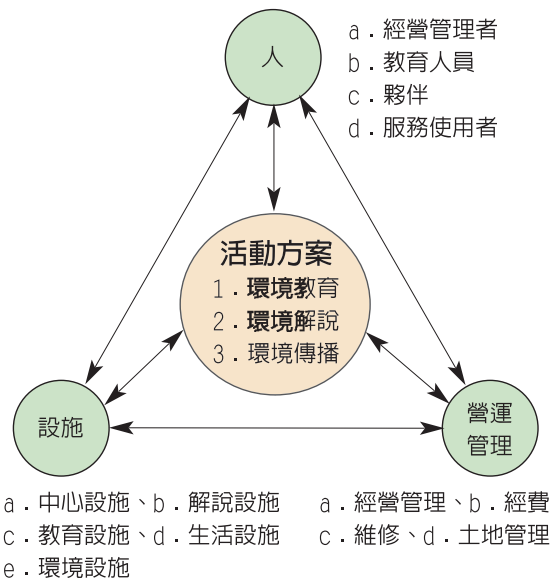 人
a．經營管理者
b．教育人員
c．夥伴
d．服務使用者
活動方案
1．環境教育
2．環境解說
3．環境傳播
設施
營運
管理
a．中心設施、b．解說設施
c．教育設施、d．生活設施
e．環境設施
a．經營管理、b．經費
c．維修、d．土地管理